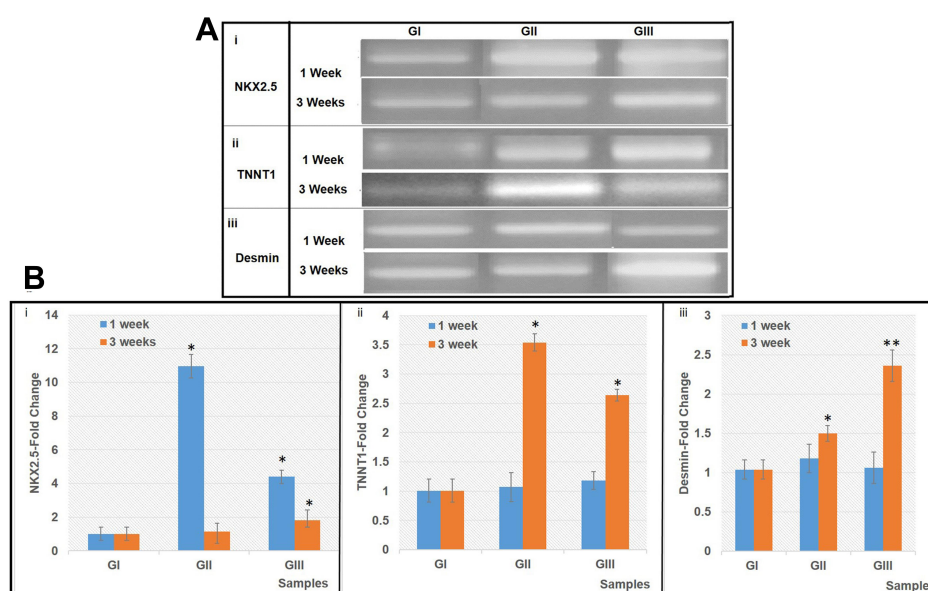 A
GI GII GIII
i
NKX2.5
1 Week
3 Weeks
ii
TNNT1
1 Week
3 Weeks
iii
Desmin
1 Week
3 Weeks
B
i
1 week
3 weeks
NKX2.5-Fold Change
14
12
10
8
6
4
2
0
*
*
*
GI GII GIII
Samples
ii
1 week
3 week
TNNT1-Fold Change
4
3.5
3
2.5
2
1.5
1
0.5
0
*
*
GI GII GIII
Samples
iii
1 week
3 week
Desmin-Fold Change
3
2.5
2
1.5
1
0.5
0
*
**
GI GII GIII
Samples